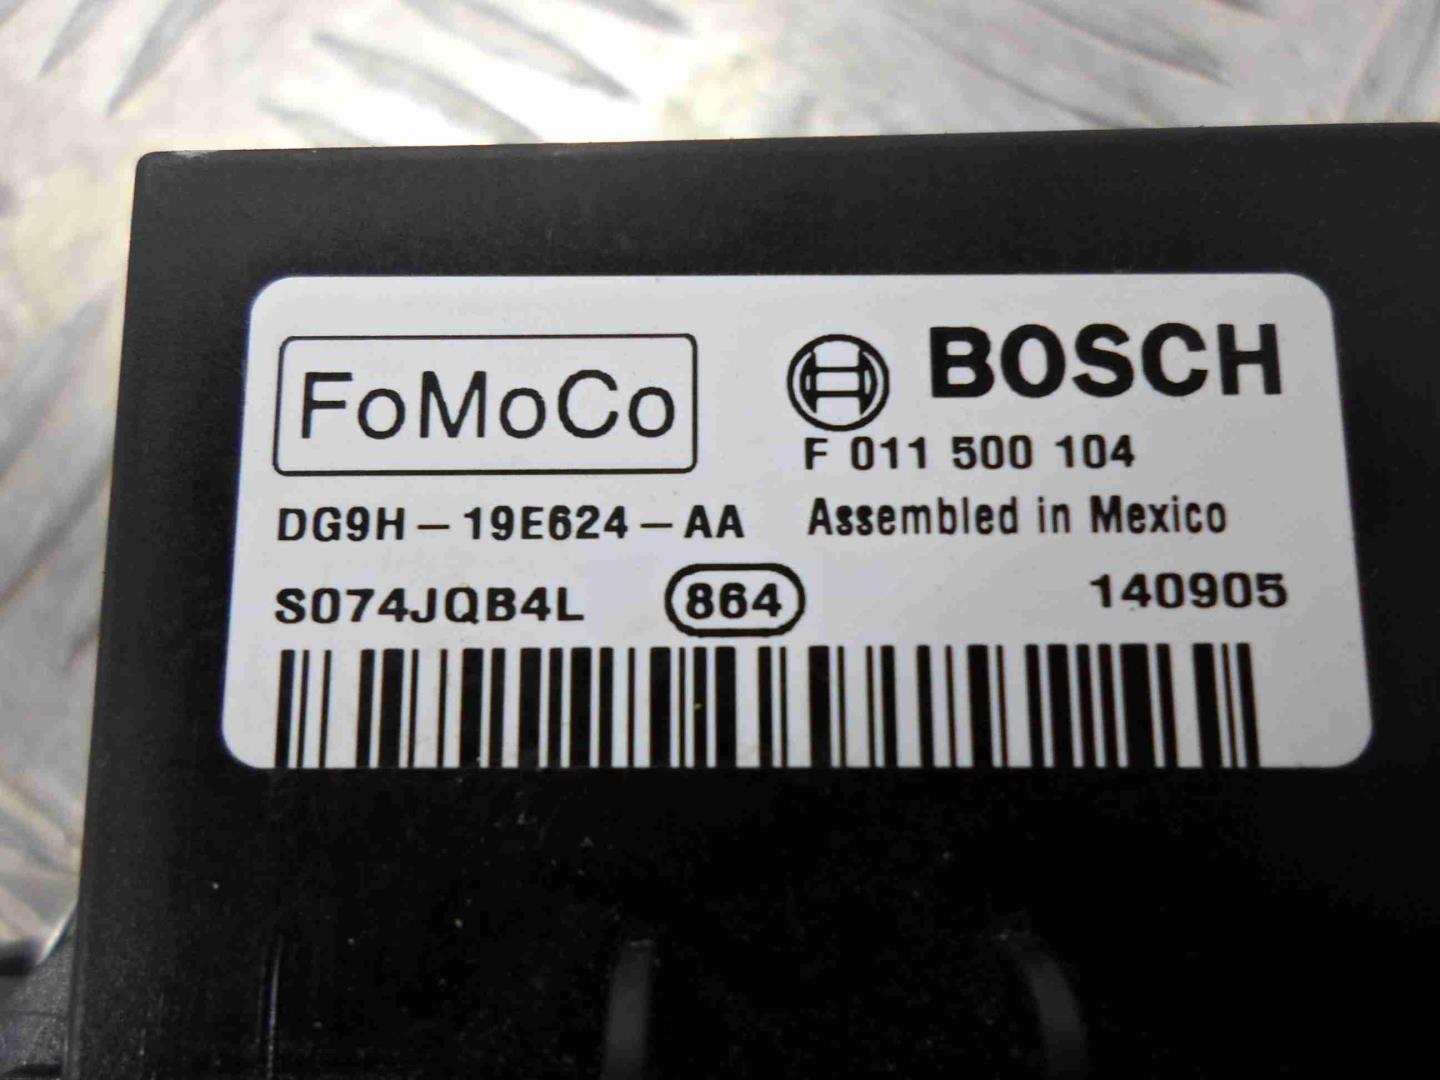 FoMoCo
BOSCH
F 011 500 104
DG9H-19E624-AA
Assembled in Mexico
S074JQB4L
864
140905